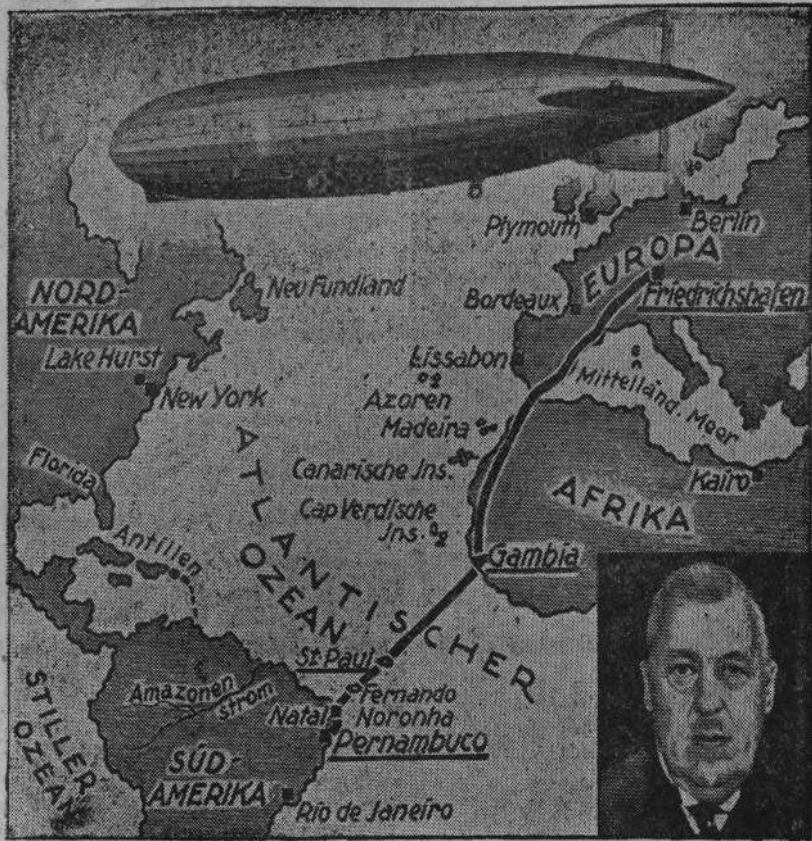 Plymouth
Berlin
EUROPA
Friedrichshafen
Bordeaux
Neu Fundland
NORD-
AMERIKA
Lake Hurst
New York
Lissabon
Azoren
Madeira
Mittelländ. Meer
Canarische Jns.
Kairo
Florida
Cap Verdische
Jns.
AFRIKA
Antillen
ATLANTISCHER
OZEAN
Gambia
St Paul
Amazonen
strom
Fernando
Noronha
Natal
Pernambuco
STILLER
OZEAN
SÜD-
AMERIKA
Rio de Janeiro